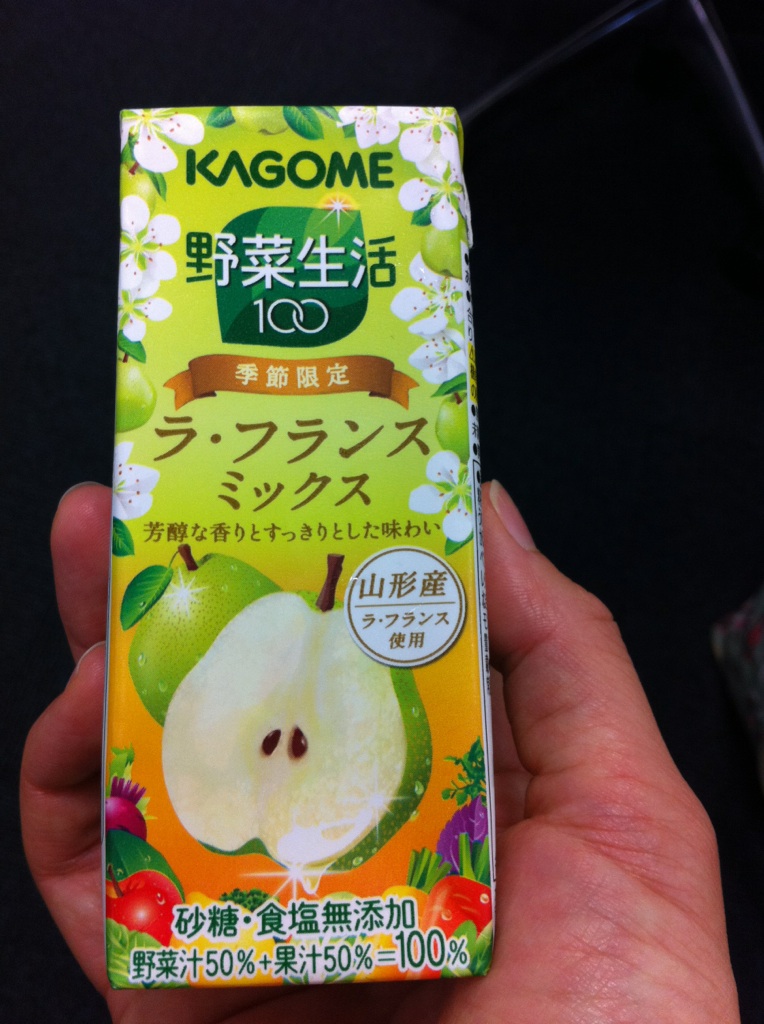 KAGOME
野菜生活
100
季節限定
ラ・フランス
ミックス
芳醇な香りとすっきりとした味わい
山形産
ラ・フランス
使用
砂糖・食塩無添加
野菜汁50%+果汁50%=100%